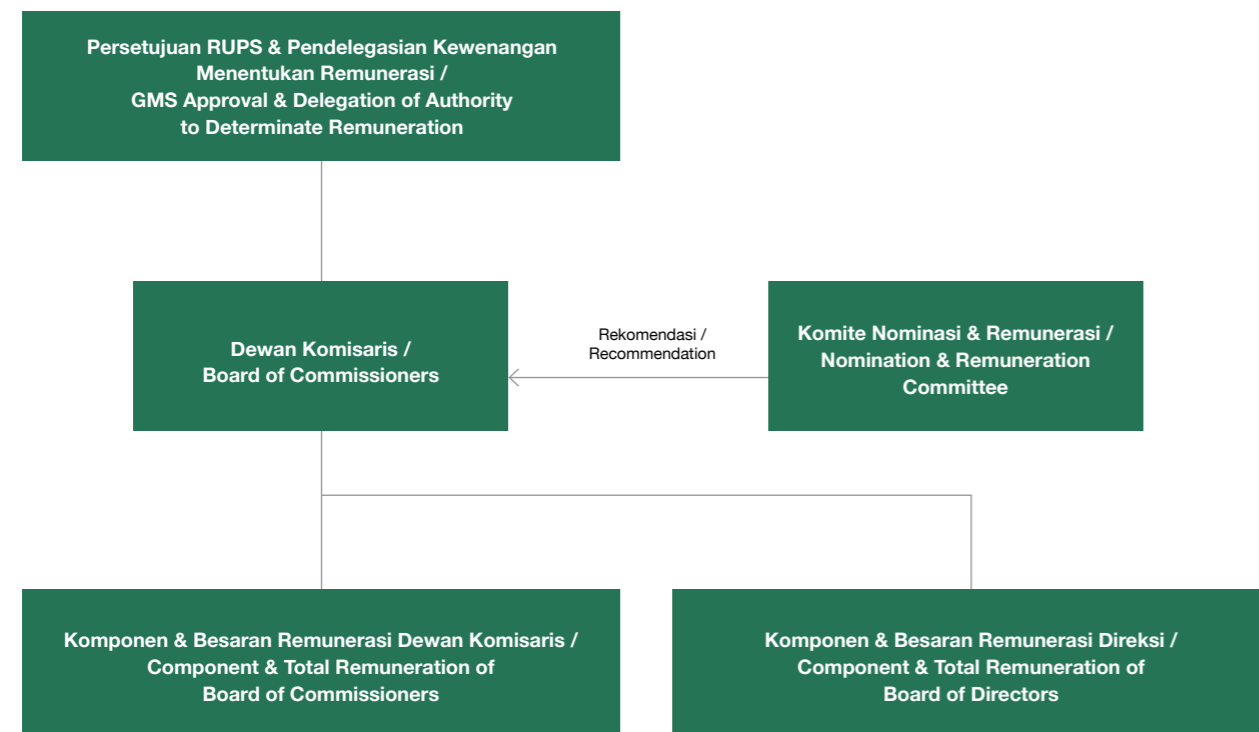 Persetujuan RUPS & Pendelegasian Kewenangan
Menentukan Remunerasi /
GMS Approval & Delegation of Authority
to Determinate Remuneration
Dewan Komisaris /
Board of Commissioners
Rekomendasi /
Recommendation
Komite Nominasi & Remunerasi /
Nomination & Remuneration
Committee
Komponen & Besaran Remunerasi Dewan Komisaris /
Component & Total Remuneration of
Board of Commissioners
Komponen & Besaran Remunerasi Direksi /
Component & Total Remuneration of
Board of Directors